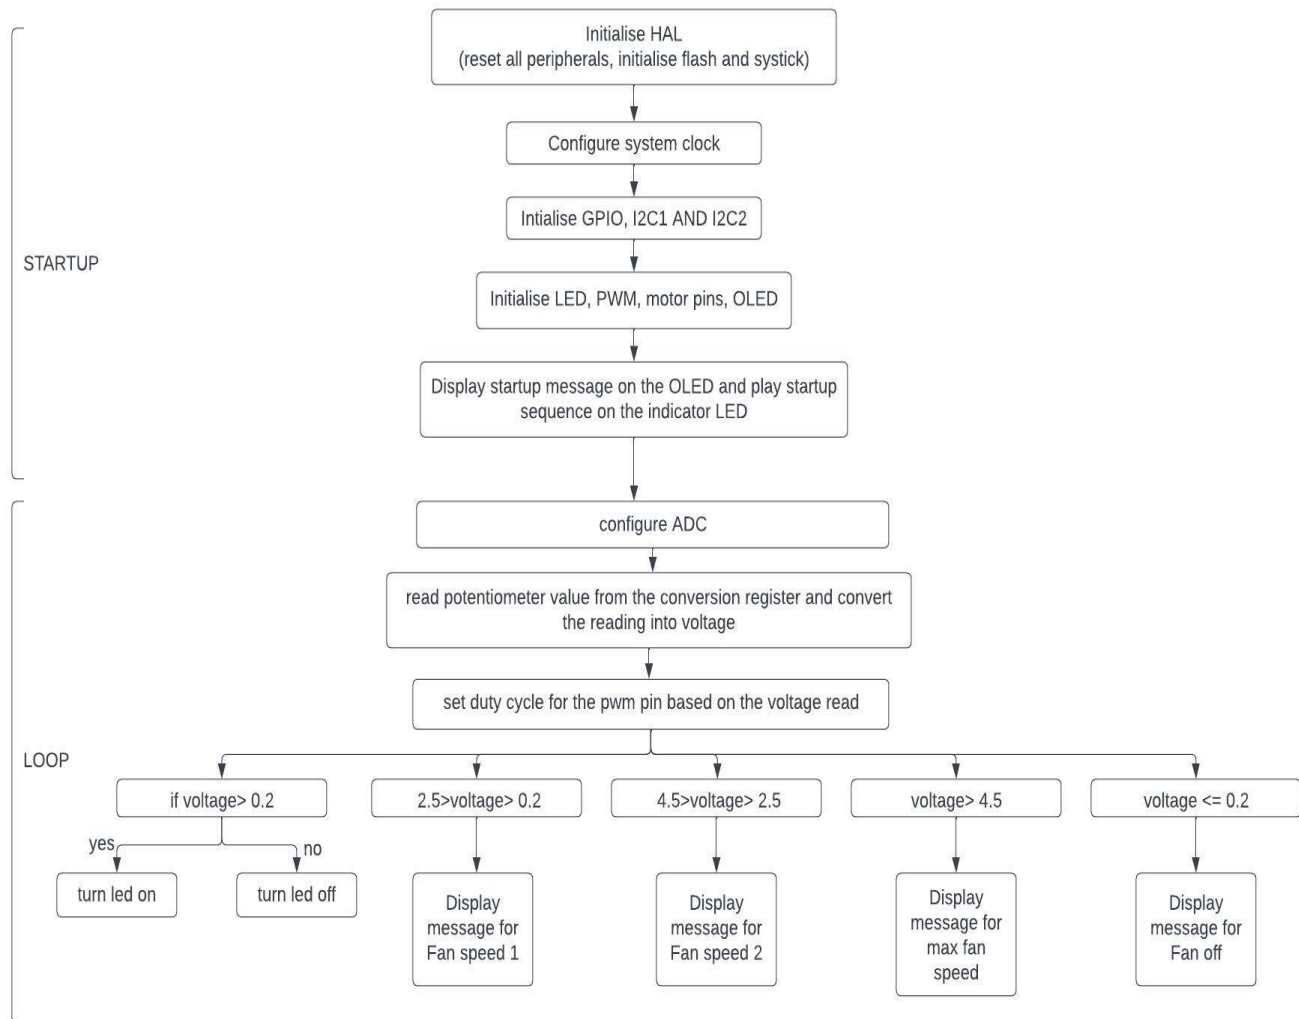 Initialise HAL
(reset all peripherals, initialise flash and systick)
Configure system clock
Intialise GPIO, I2C1 AND I2C2
STARTUP
Initialise LED, PWM, motor pins, OLED
Display startup message on the OLED and play startup
sequence on the indicator LED
configure ADC
read potentiometer value from the conversion register and convert
the reading into voltage
set duty cycle for the pwm pin based on the voltage read
LOOP
if voltage> 0.2
2.5>voltage> 0.2
4.5>voltage> 2.5
voltage> 4.5
voltage <= 0.2
yes
no
turn led on
turn led off
Display
message for
Fan speed 1
Display
message for
Fan speed 2
Display
message for
max fan
speed
Display
message for
Fan off